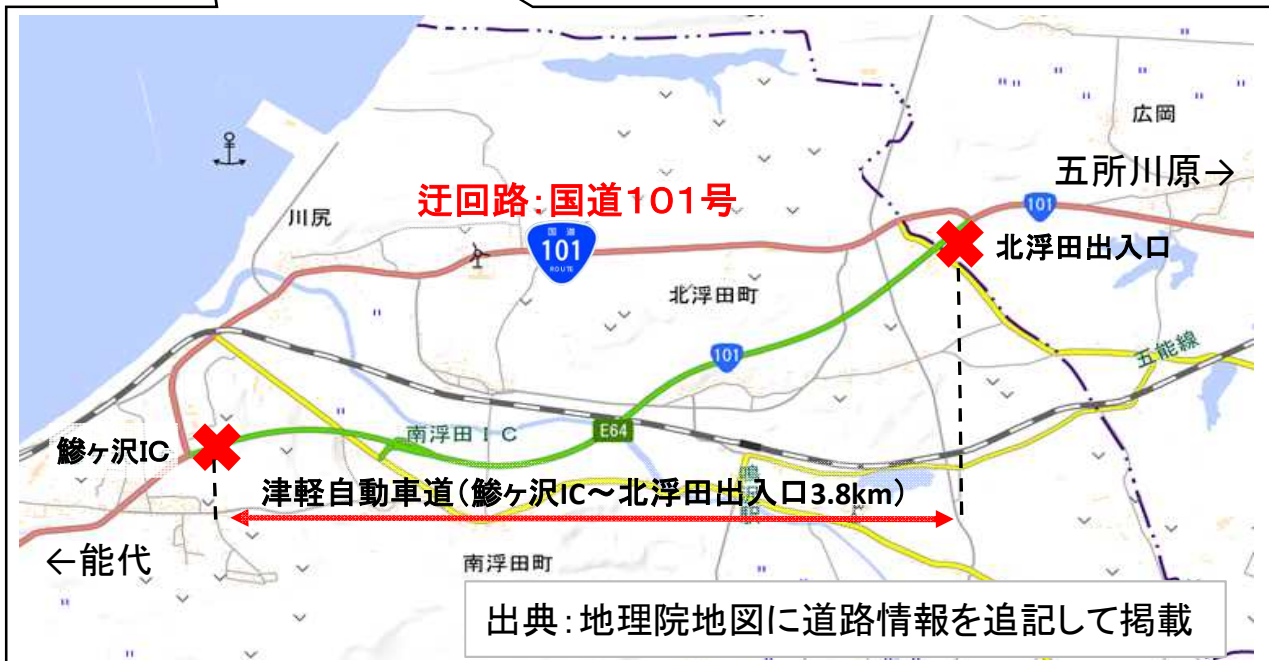 広岡
五所川原→
迂回路：国道101号
川尻
国道
101
ROUTE
101
北浮田出入口
北浮田町
101
五能線
E64
南浮田IC
鰺ヶ沢IC
津軽自動車道（鰺ヶ沢IC～北浮田出入口3.8km）
←能代
南浮田町
出典：地理院地図に道路情報を追記して掲載